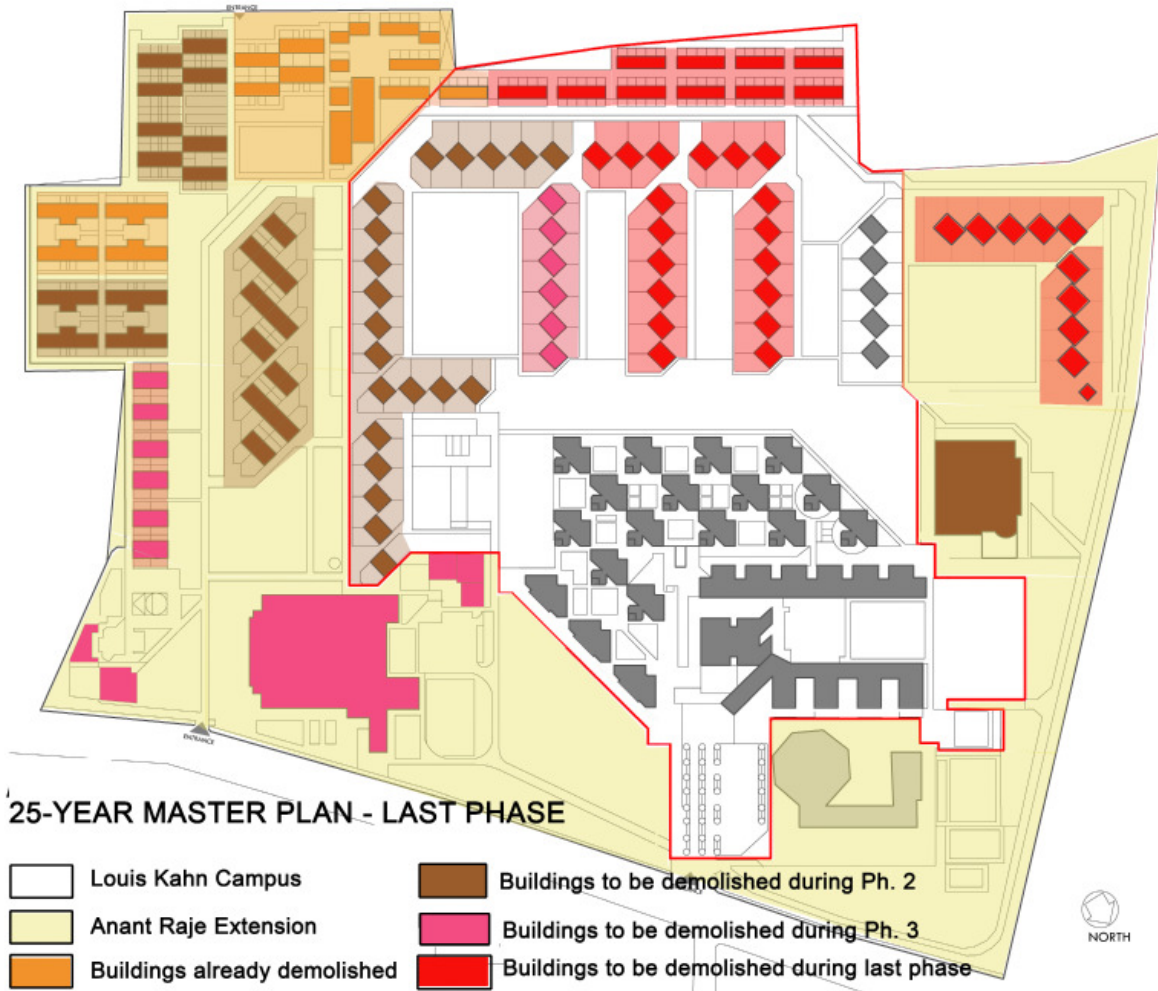 ENTRANCE
ENTRANCE
25-YEAR MASTER PLAN - LAST PHASE
Louis Kahn Campus
Anant Raje Extension
Buildings already demolished
Buildings to be demolished during Ph. 2
Buildings to be demolished during Ph. 3
Buildings to be demolished during last phase
NORTH